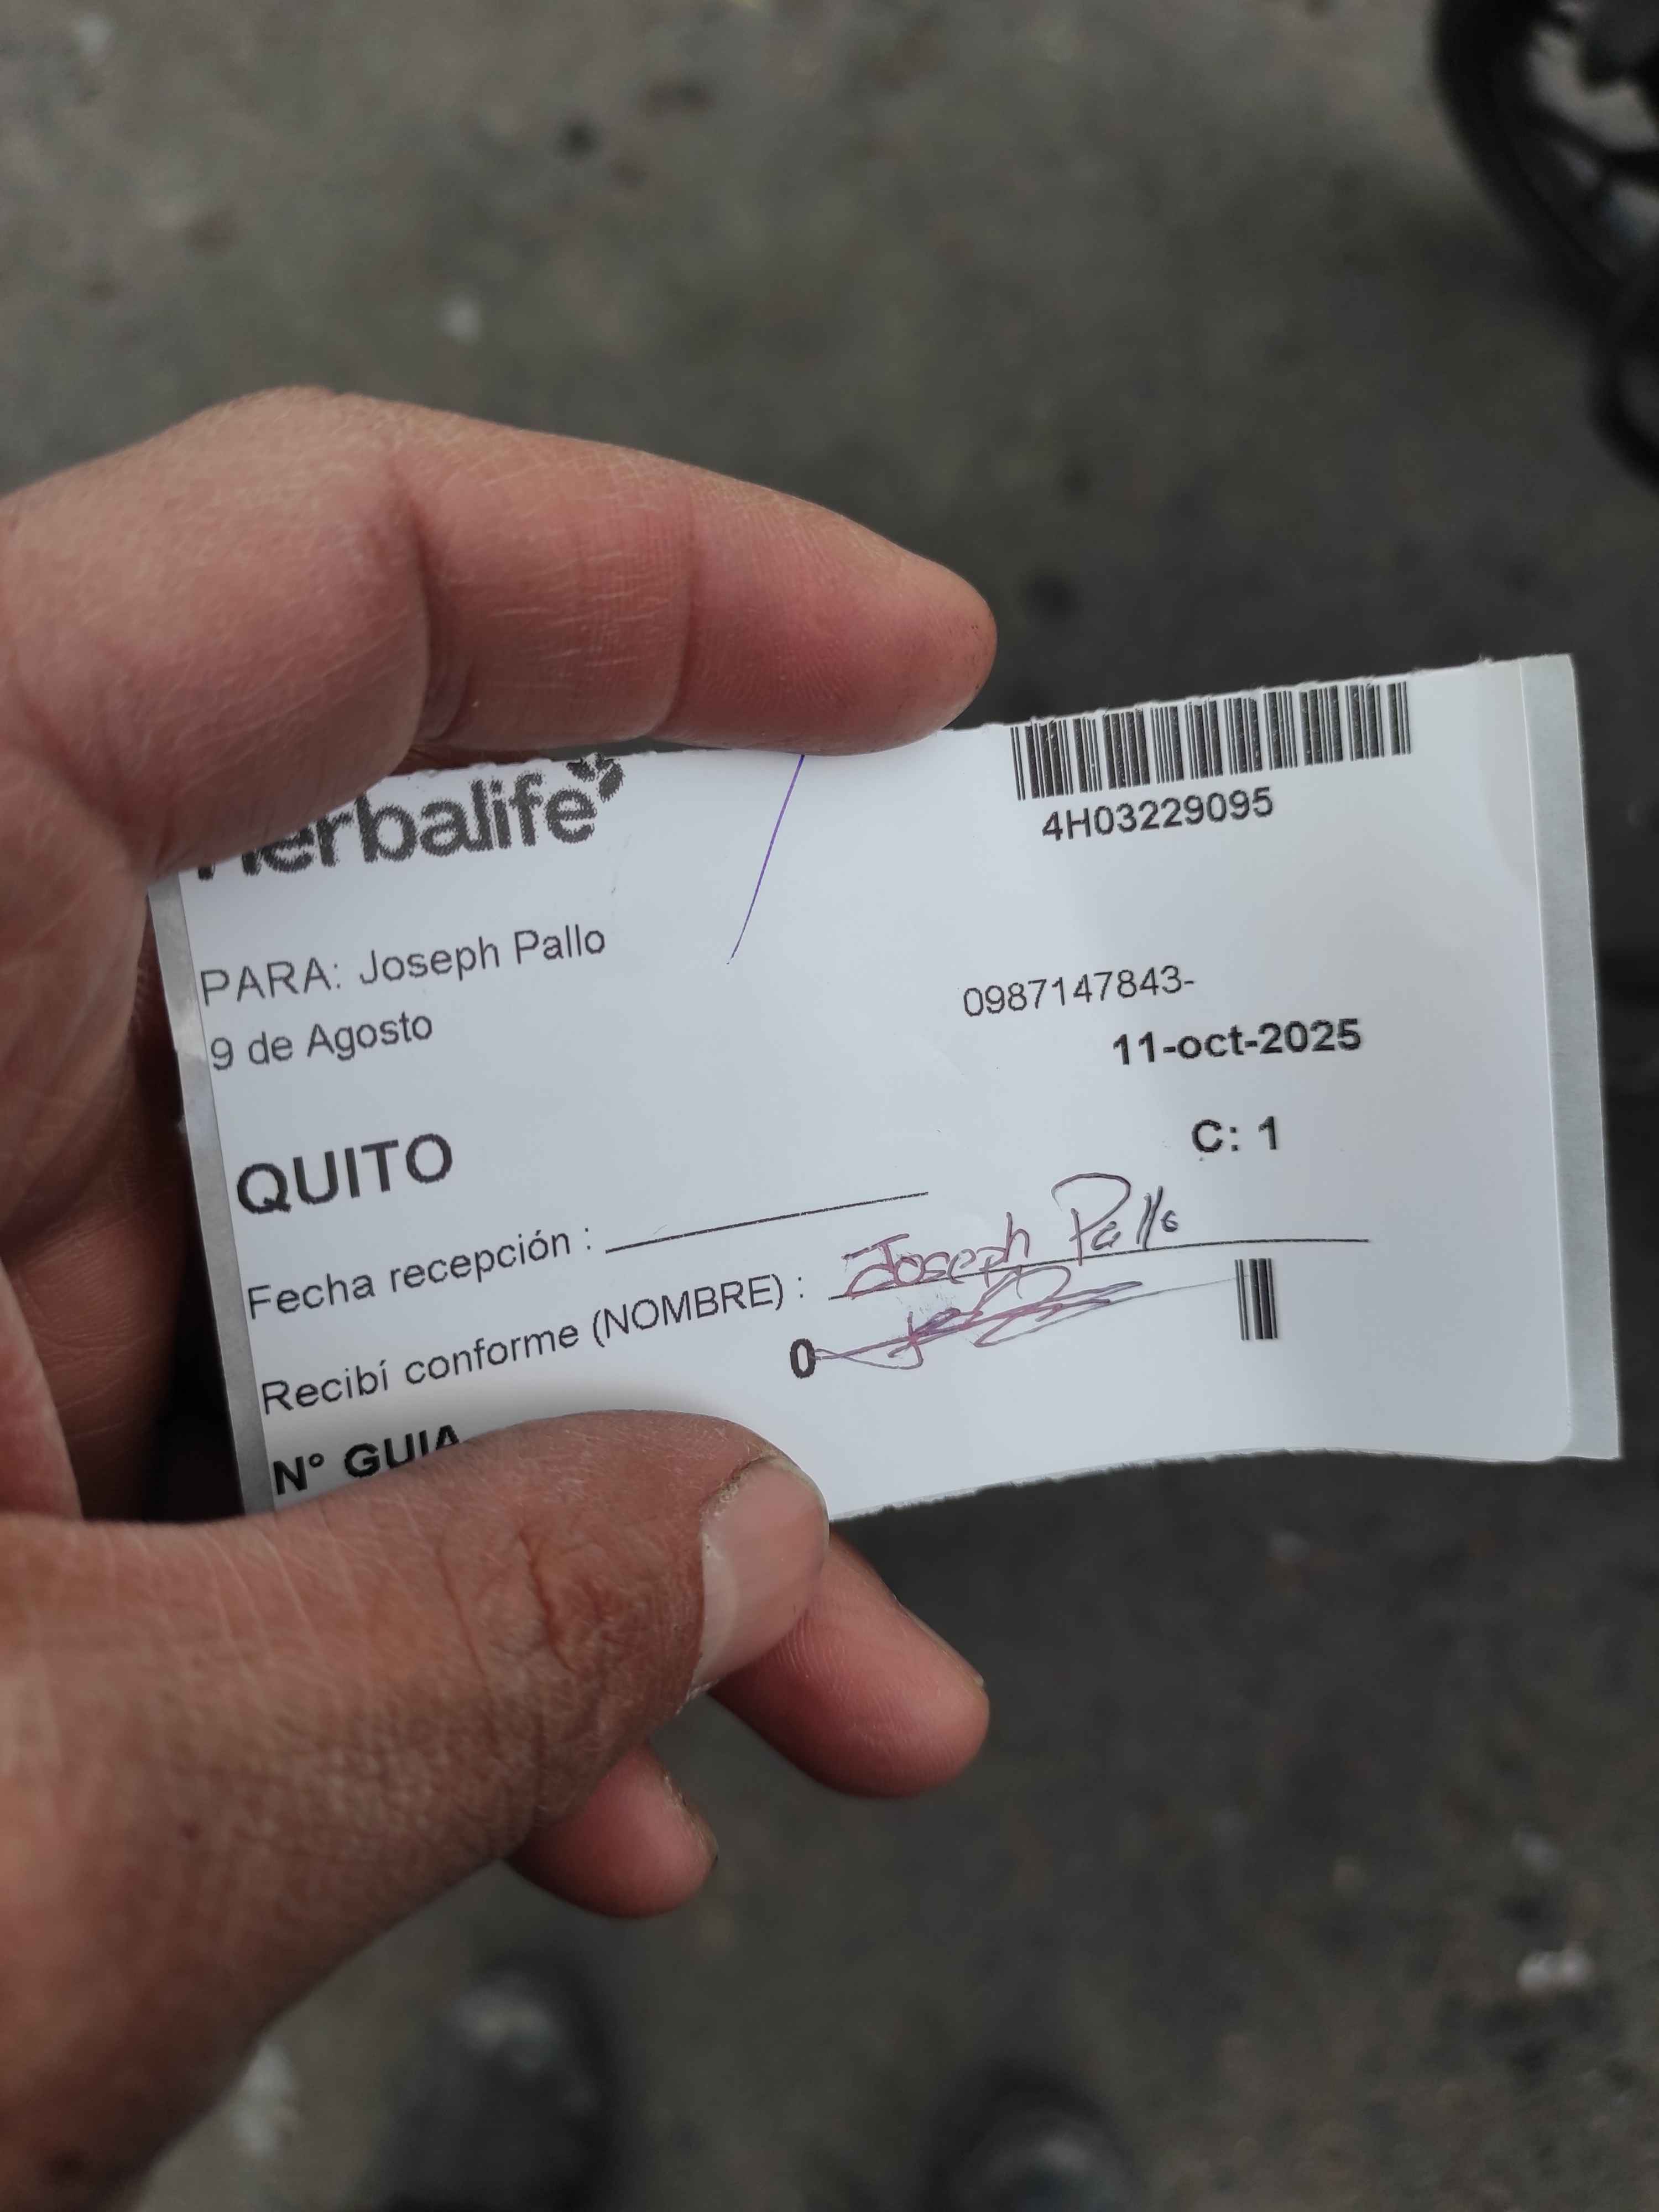 Herbalife
4H03229095
PARA: Joseph Pallo
0987147843-
9 de Agosto
11-oct-2025
QUITO
C: 1
Fecha recepción :
Recibí conforme (NOMBRE) : Joseph Pallo
N° GUIA
0